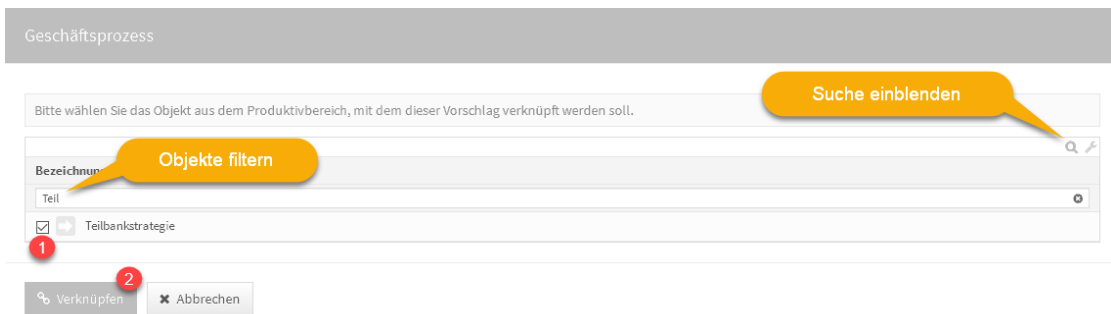 Geschäftsprozess
Suche einblenden
Bitte wählen Sie das Objekt aus dem Produktivbereich, mit dem dieser Vorschlag verknüpft werden soll.
Objekte filtern
Bezeichnun
Teil
Teilbankstrategie
1
2
Verknüpfen
Abbrechen